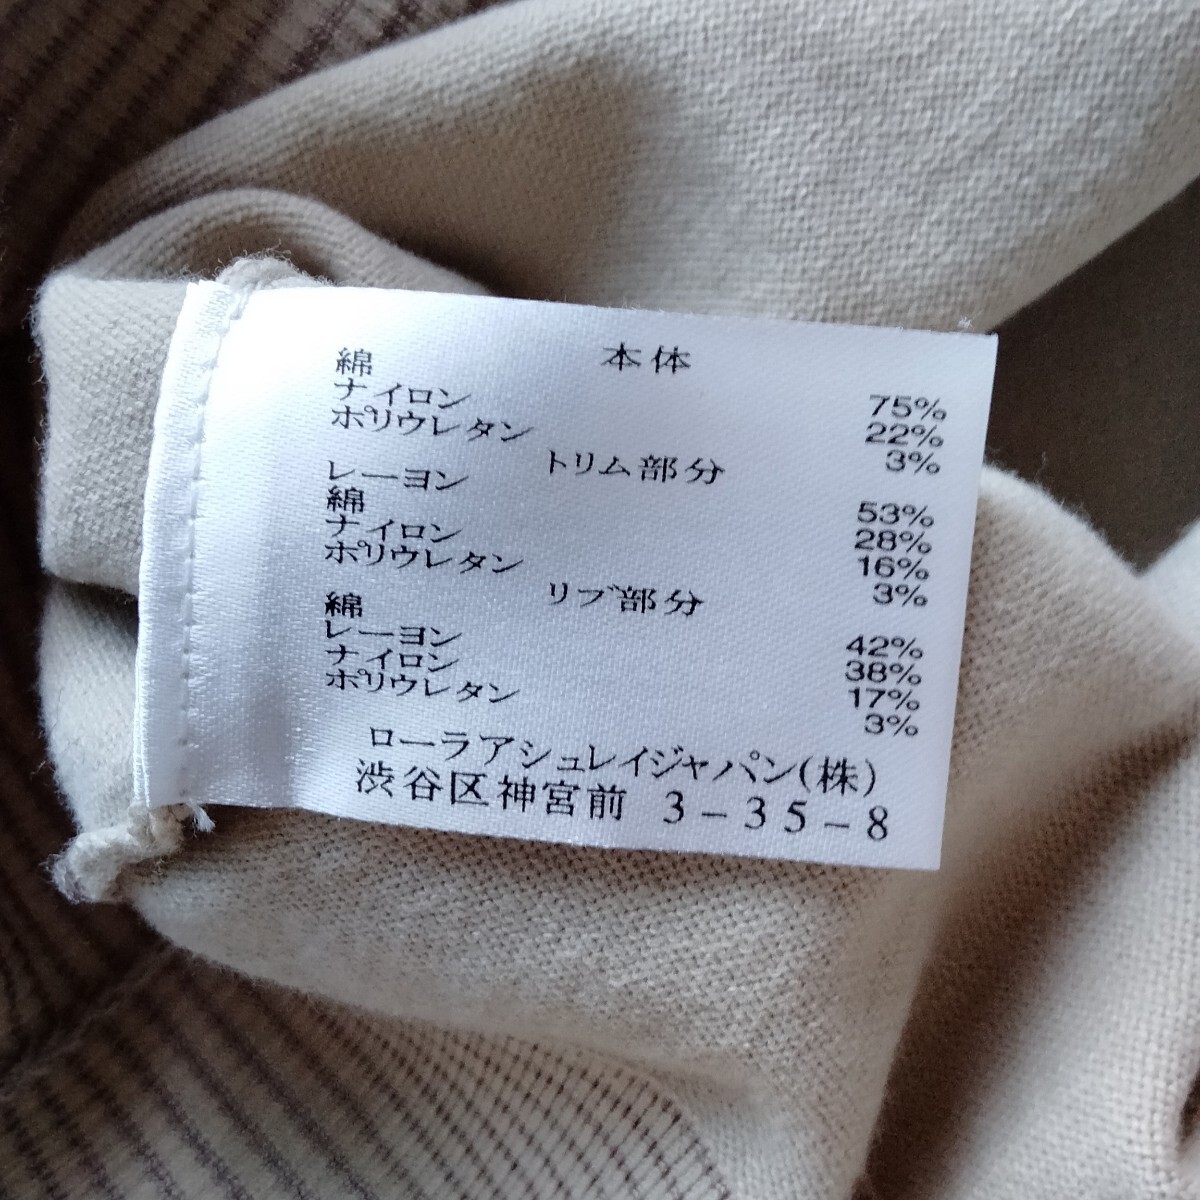 本体
綿 75%
ナイロン 22%
ポリウレタン 3%
トリム部分
レーヨン 53%
綿 28%
ナイロン 16%
ポリウレタン 3%
リブ部分
綿 42%
レーヨン 38%
ナイロン 17%
ポリウレタン 3%
ローラアシュレイジャパン(株)
渋谷区神宮前 3-35-8